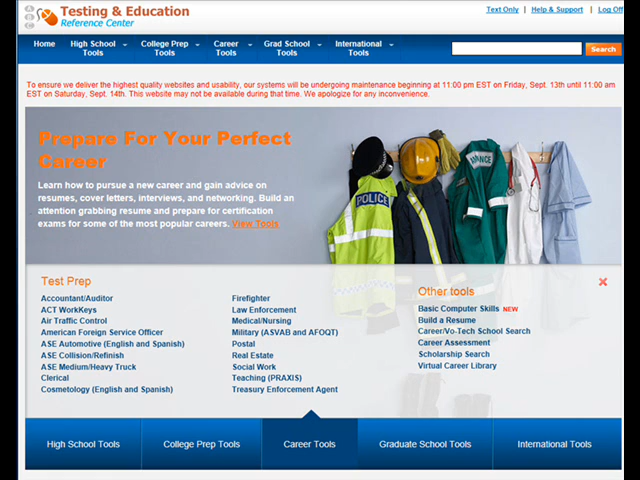 Testing & Education
Reference Center
Text Only | Help & Support | Log Off
Home High School Tools College Prep Tools Career Tools Grad School Tools International Tools Search
To ensure we deliver the highest quality websites and usability, our systems will be undergoing maintenance beginning at 11:00 pm EST on Friday, Sept. 13th until 11:00 am
EST on Saturday, Sept. 14th. This website may not be available during that time. We apologize for any inconvenience.
Prepare For Your Perfect
Career
Learn how to pursue a new career and gain advice on
resumes, cover letters, interviews, and networking. Build an
attention grabbing resume and prepare for certification
exams for some of the most popular careers. View Tools
POLICE
Test Prep
Accountant/Auditor
ACT WorkKeys
Air Traffic Control
American Foreign Service Officer
ASE Automotive (English and Spanish)
ASE Collision/Refinish
ASE Medium/Heavy Truck
Clerical
Cosmetology (English and Spanish)
Firefighter
Law Enforcement
Medical/Nursing
Military (ASVAB and AFOQT)
Postal
Real Estate
Social Work
Teaching (PRAXIS)
Treasury Enforcement Agent
Other tools
Basic Computer Skills NEW
Build a Resume
Career/Vo-Tech School Search
Career Assessment
Scholarship Search
Virtual Career Library
High School Tools College Prep Tools Career Tools Graduate School Tools International Tools